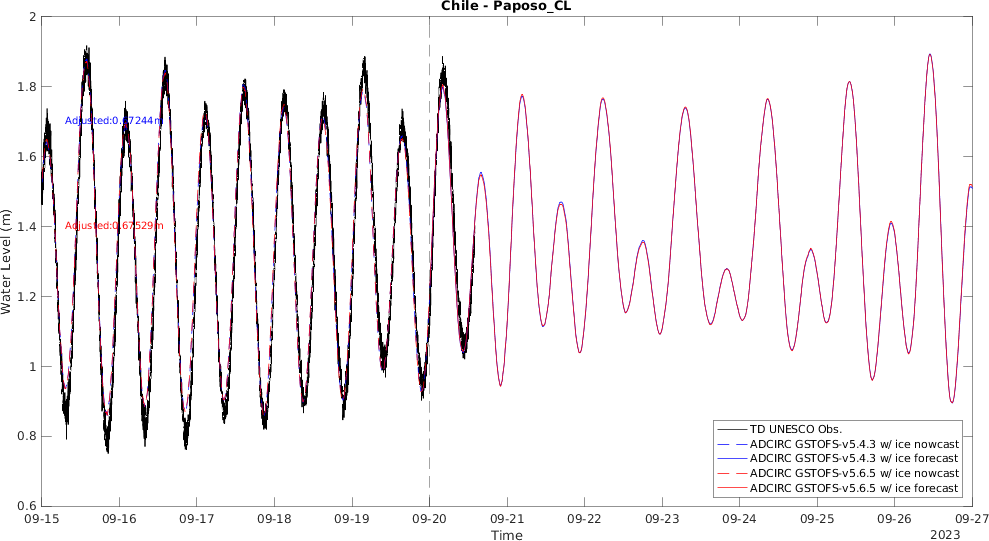 Chile - Paposo_CL
2
1.8
1.6
1.4
1.2
1
0.8
0.6
Water Level (m)
Adjusted:0.67244m
Adjusted:0.67529m
TD UNESCO Obs.
ADCIRC GSTOFS-v5.4.3 w/ ice nowcast
ADCIRC GSTOFS-v5.4.3 w/ ice forecast
ADCIRC GSTOFS-v5.6.5 w/ ice nowcast
ADCIRC GSTOFS-v5.6.5 w/ ice forecast
09-15 09-16 09-17 09-18 09-19 09-20 09-21 09-22 09-23 09-24 09-25 09-26 09-27
Time
2023